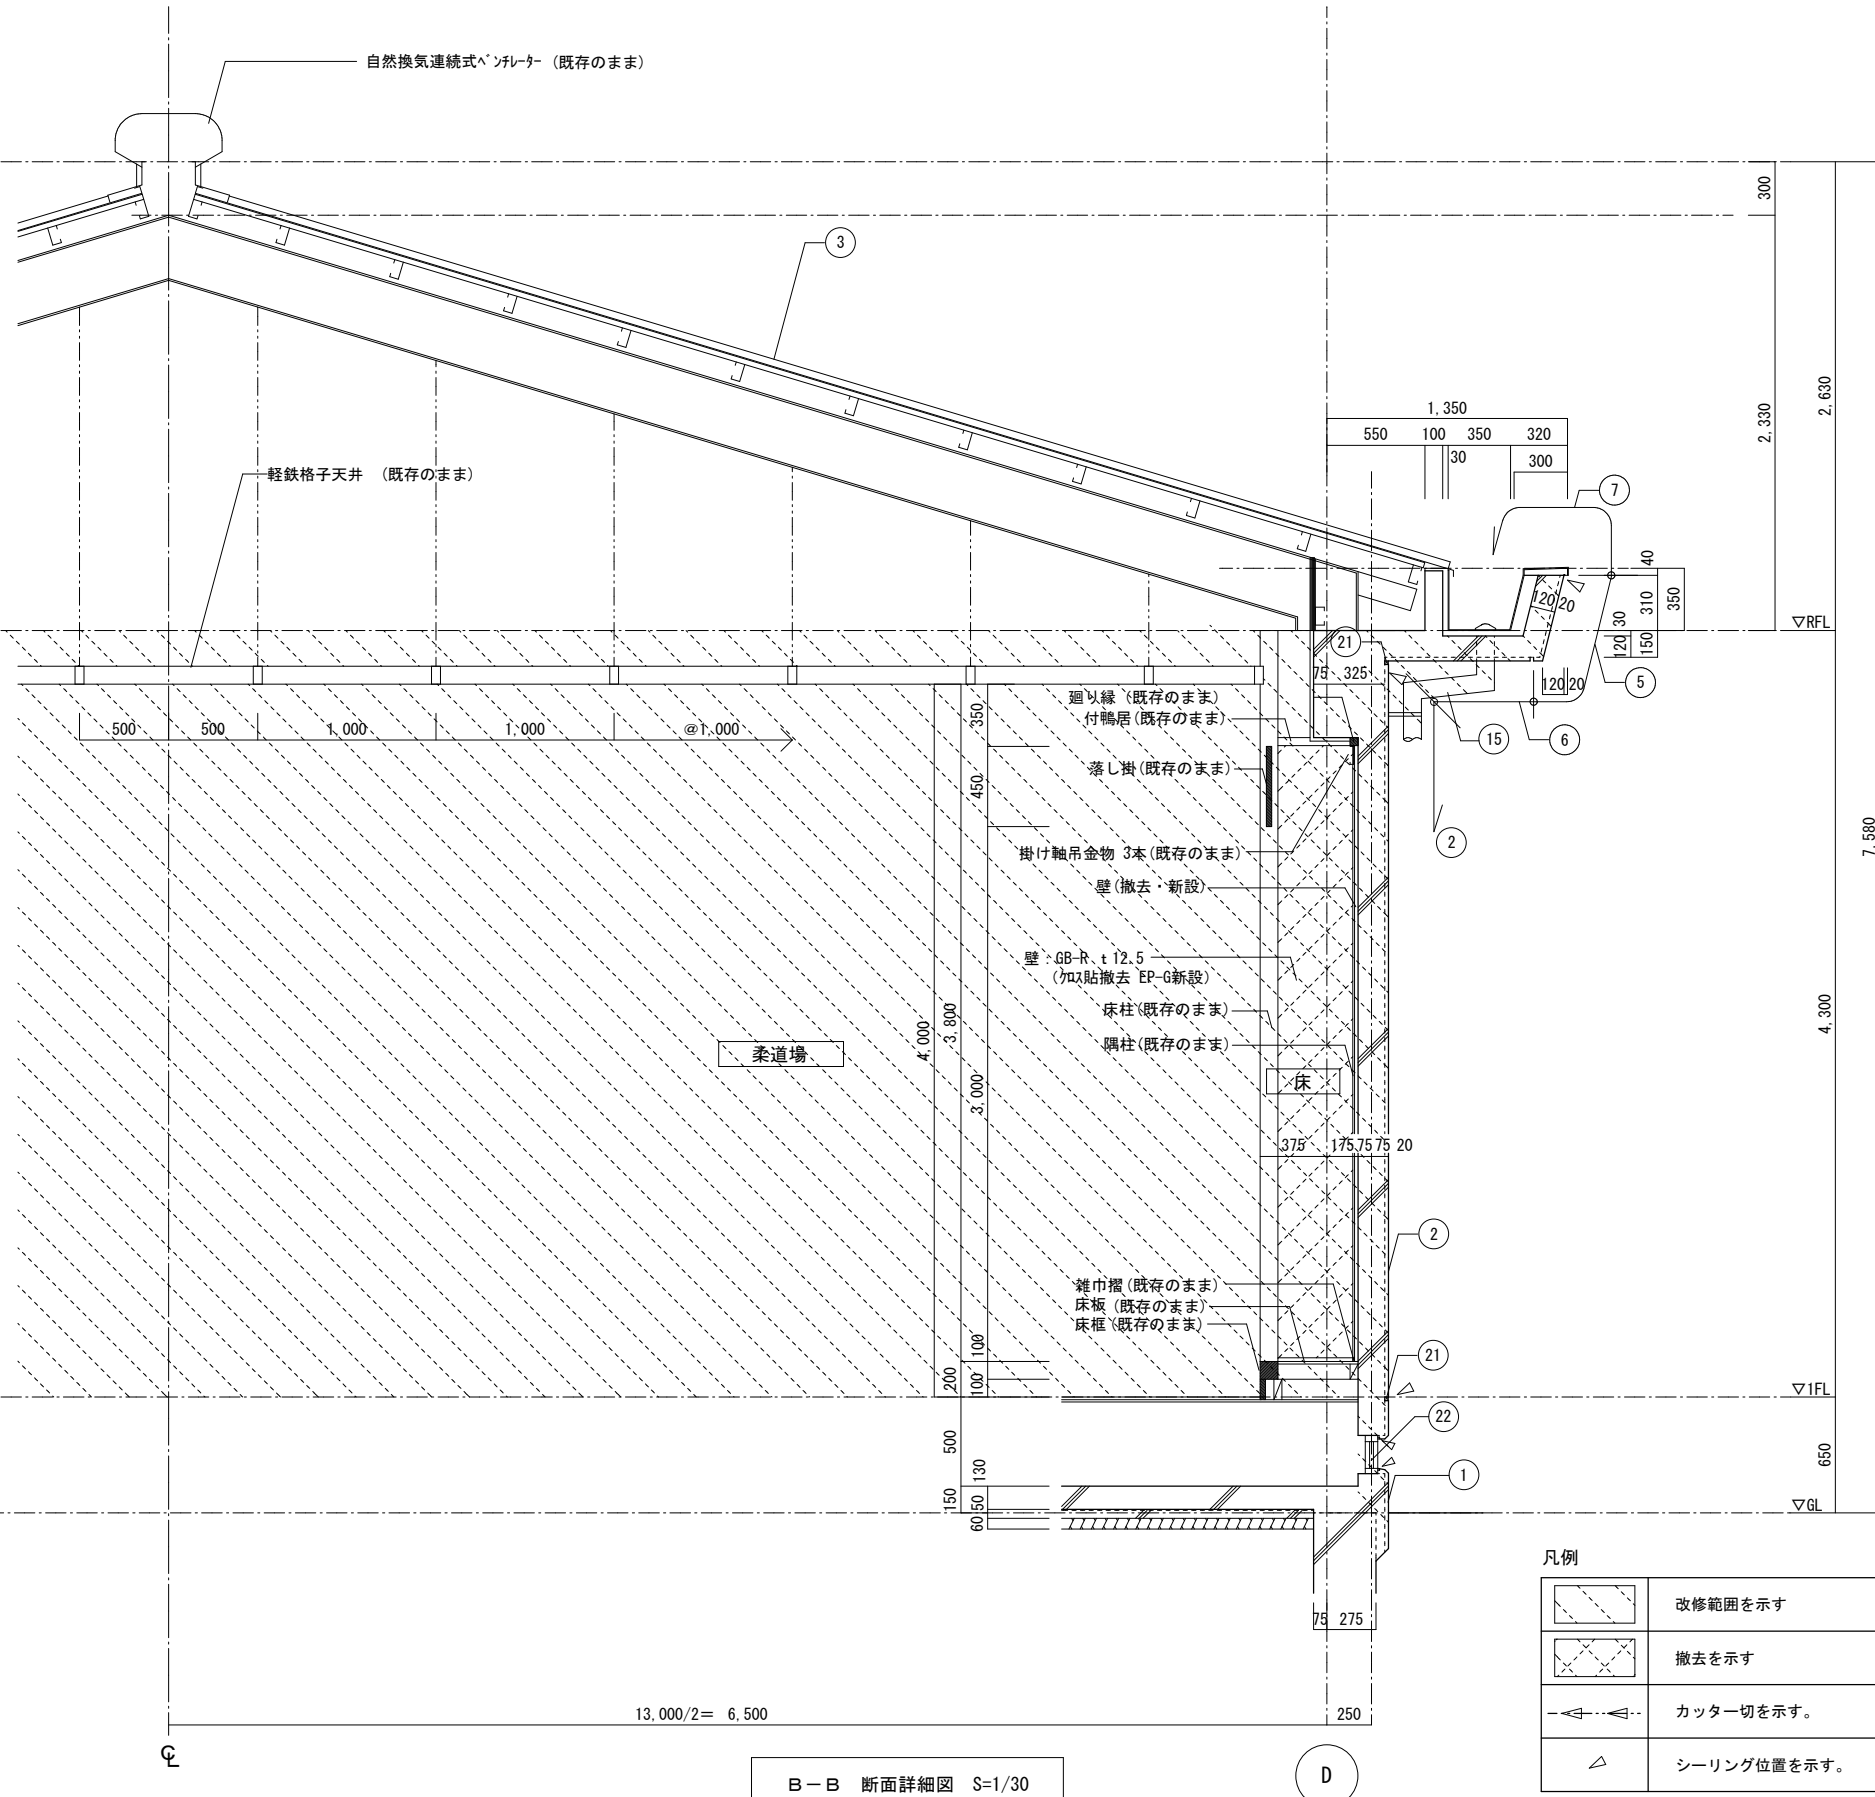 自然換気連続式ベンチレーター (既存のまま)
300
3
2,330
2,630
1,350
550 100 350 320
30
300
軽鉄格子天井 (既存のまま)
7
40
310
350
120 20
30
120
150
▽RFL
21
75 325
120 20
5
廻り縁 (既存のまま)
付鴨居(既存のまま)
500 500 1,000 1,000 @1,000
350
15
6
落し掛(既存のまま)
450
2
7,580
掛け軸吊金物 3本(既存のまま)
壁(撤去・新設)
壁:GB-R t12.5
(クロス貼撤去 EP-G新設)
床柱(既存のまま)
隅柱(既存のまま)
4,000
3,800
3,000
4,300
柔道場
床
375 175 75 75 20
2
雑巾摺(既存のまま)
床板(既存のまま)
床框(既存のまま)
100
200
100
21
▽1FL
22
500
130
650
1
150
50
60
▽GL
75 275
凡例
改修範囲を示す
撤去を示す
カッター切を示す。
シーリング位置を示す。
13,000/2= 6,500
250
CL
D
B-B 断面詳細図 S=1/30